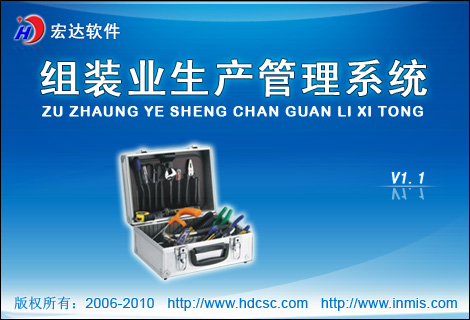 宏达软件
组装业生产管理系统
ZU ZHAUNG YE SHENG CHAN GUAN LI XI TONG
V1.1
版权所有：2006-2010 http://www.hdcsc.com http://www.inmis.com